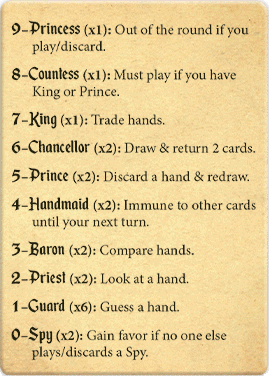 9–Princess (x1): Out of the round if you
play/discard.
8–Countess (x1): Must play if you have
King or Prince.
7–King (x1): Trade hands.
6–Chancellor (x2): Draw & return 2 cards.
5–Prince (x2): Discard a hand & redraw.
4–Handmaid (x2): Immune to other cards
until your next turn.
3–Baron (x2): Compare hands.
2–Priest (x2): Look at a hand.
1–Guard (x6): Guess a hand.
0–Spy (x2): Gain favor if no one else
plays/discards a Spy.